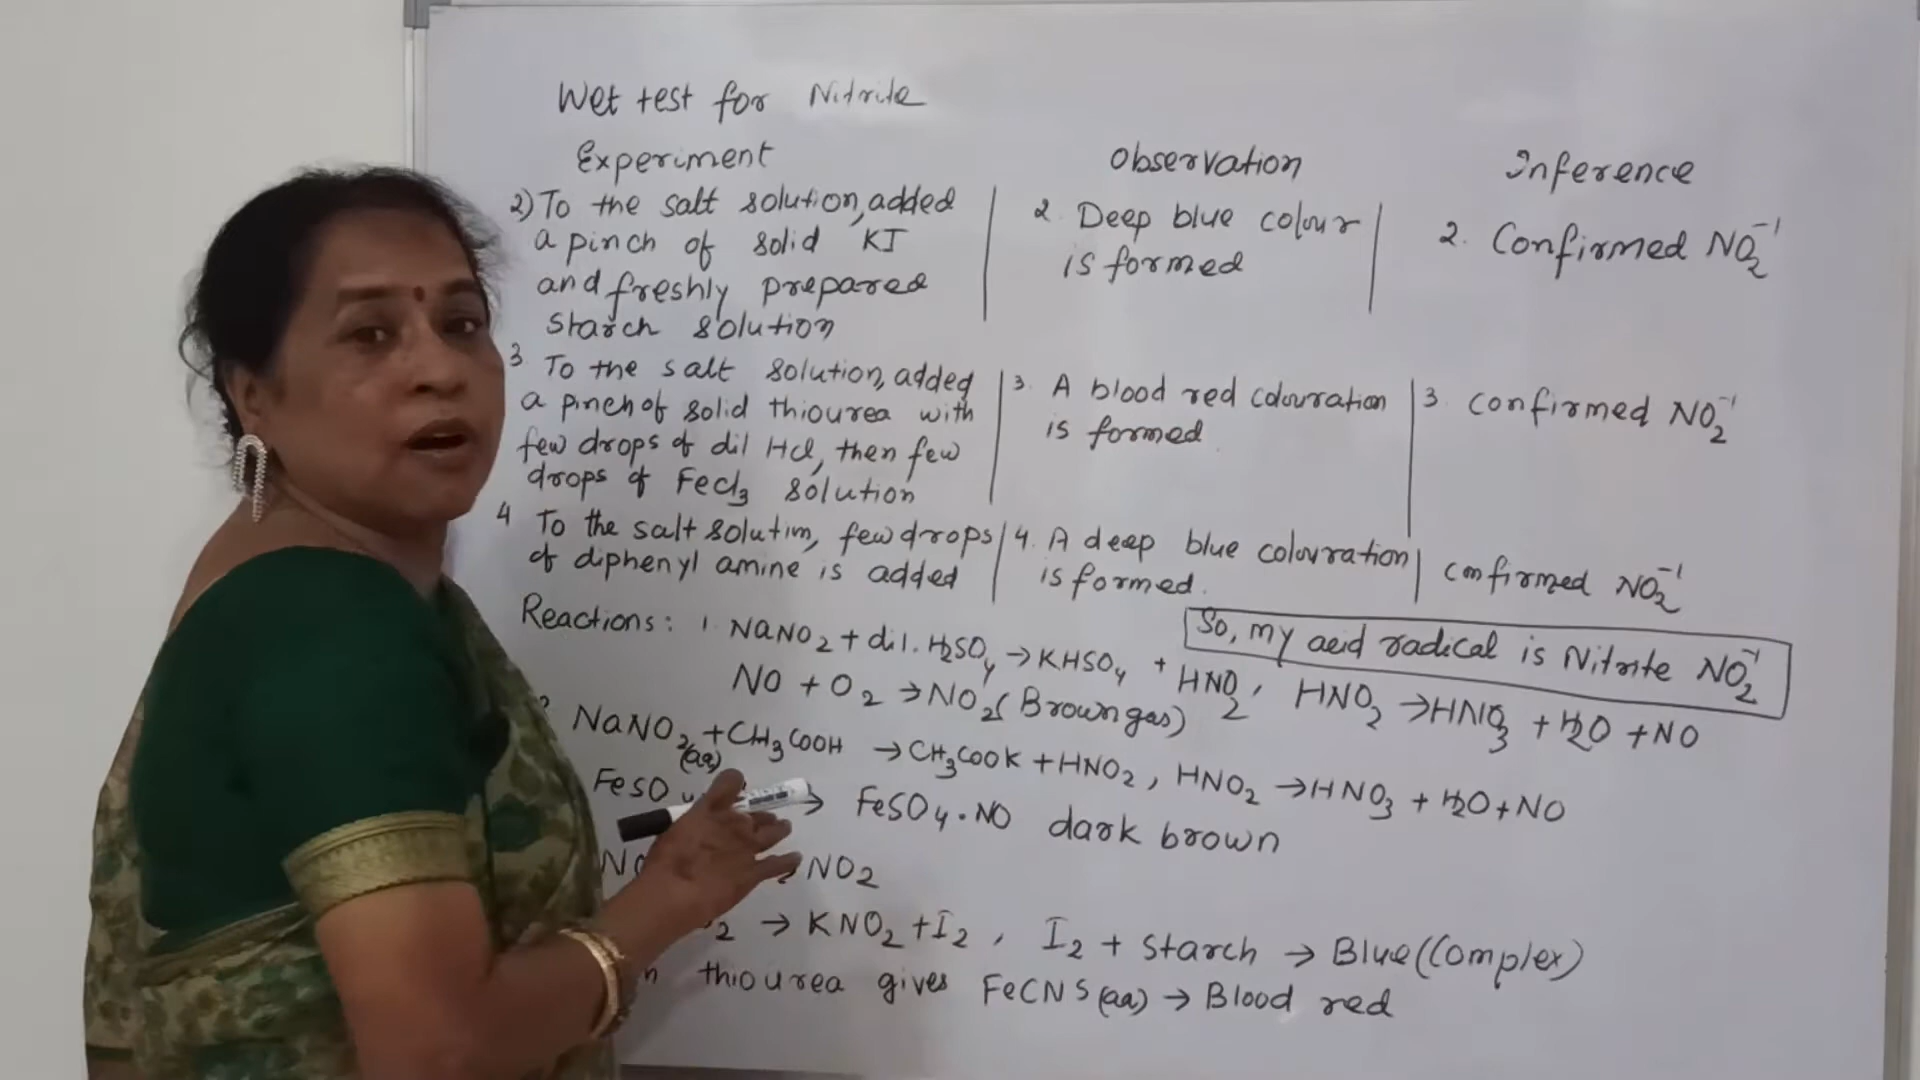 Wet test for Nitrite
Experiment
Observation
Inference
2) To the salt solution, added
a pinch of solid KI
and freshly prepared
starch solution
2. Deep blue colour
is formed
2. Confirmed NO₂⁻¹
3 To the salt solution, added
a pinch of solid thiourea with
few drops of dil HCl, then few
drops of FeCl₃ solution
3. A blood red colouration
is formed.
3. confirmed NO₂⁻¹
4 To the salt solution, few drops
of diphenyl amine is added
4. A deep blue colouration
is formed.
confirmed NO₂⁻¹
So, my acid radical is Nitrite NO₂⁻¹
Reactions: 1. NaNO₂ + dil. H₂SO₄ → KHSO₄ + HNO₂, HNO₂ → HNO₃ + H₂O + NO
NO + O₂ → NO₂ (Brown gas)
2 NaNO₂(aq) + CH₃COOH → CH₃COOK + HNO₂, HNO₂ → HNO₃ + H₂O + NO
FeSO₄ → FeSO₄.NO dark brown
NO₂
₂ → KNO₂ + I₂, I₂ + Starch → Blue (Complex)
thiourea gives FeCNS(aq) → Blood red